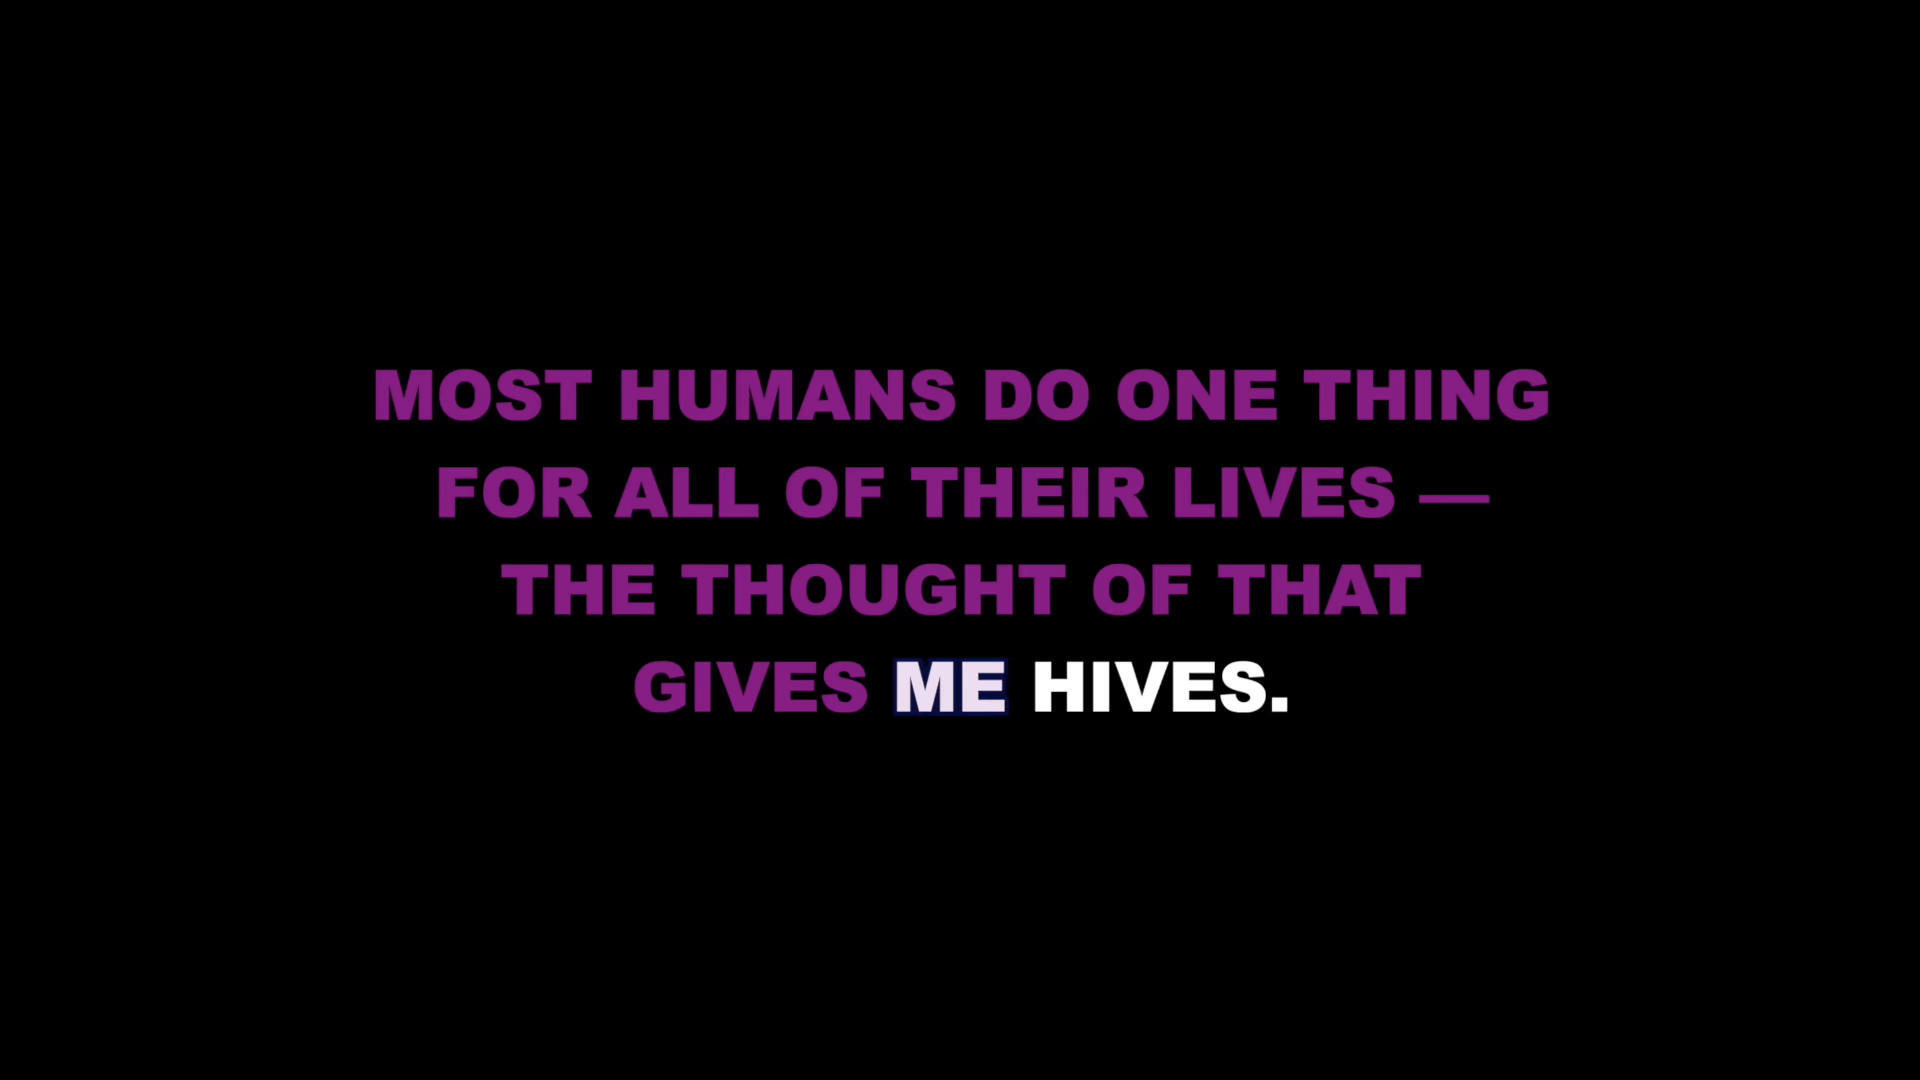 MOST HUMANS DO ONE THING
FOR ALL OF THEIR LIVES —
THE THOUGHT OF THAT
GIVES ME HIVES.